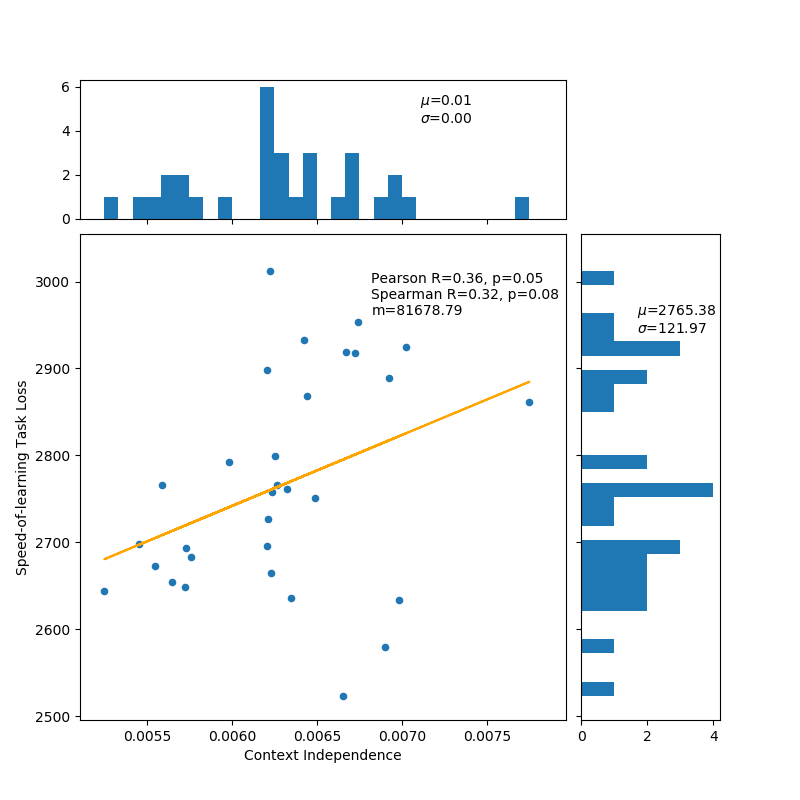 6
4
2
0
μ=0.01
σ=0.00
3000
2900
2800
2700
2600
2500
Speed-of-learning Task Loss
Pearson R=0.36, p=0.05
Spearman R=0.32, p=0.08
m=81678.79
0.0055 0.0060 0.0065 0.0070 0.0075
Context Independence
μ=2765.38
σ=121.97
0 2 4